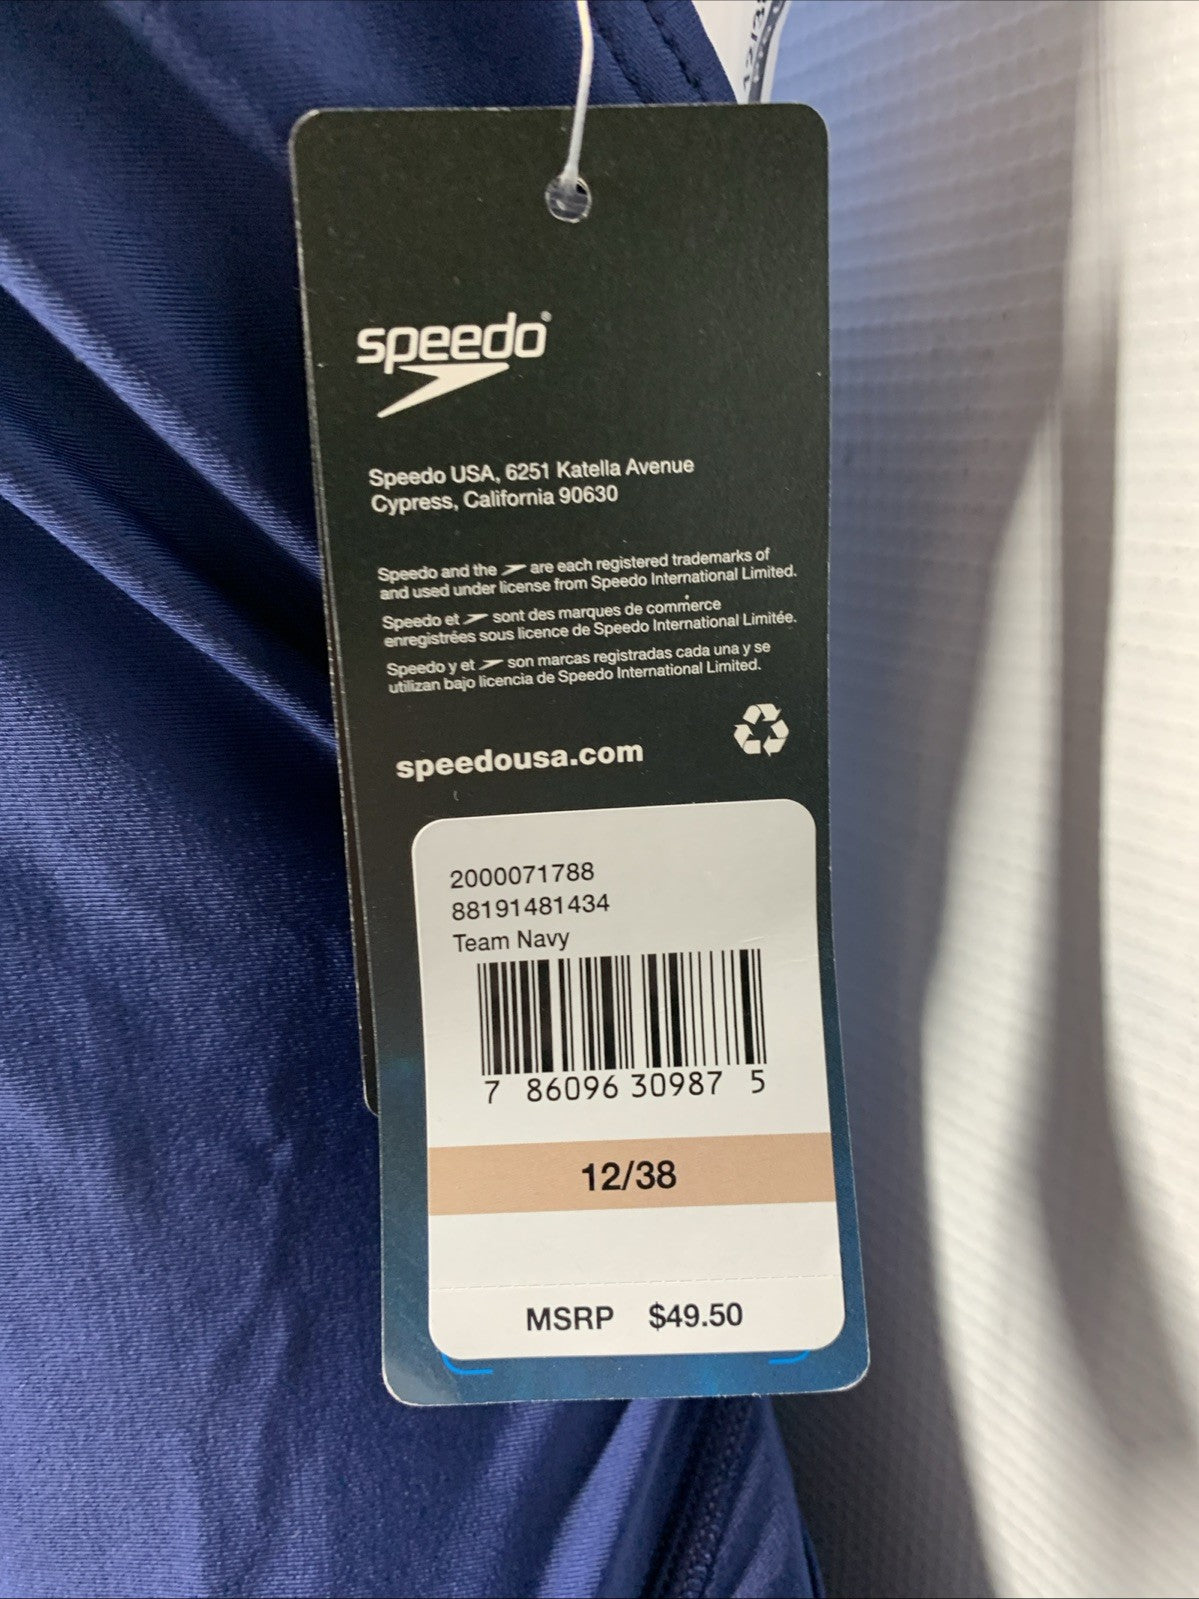 speedo
Speedo USA, 6251 Katella Avenue
Cypress, California 90630
Speedo and the are each registered trademarks of
and used under license from Speedo International Limited.
Speedo et sont des marques de commerce
enregistrées sous licence de Speedo International Limitée.
Speedo y et son marcas registradas cada una y se
utilizan bajo licencia de Speedo International Limited.
speedousa.com
2000071788
88191481434
Team Navy
7 86096 30987 5
12/38
MSRP $49.50